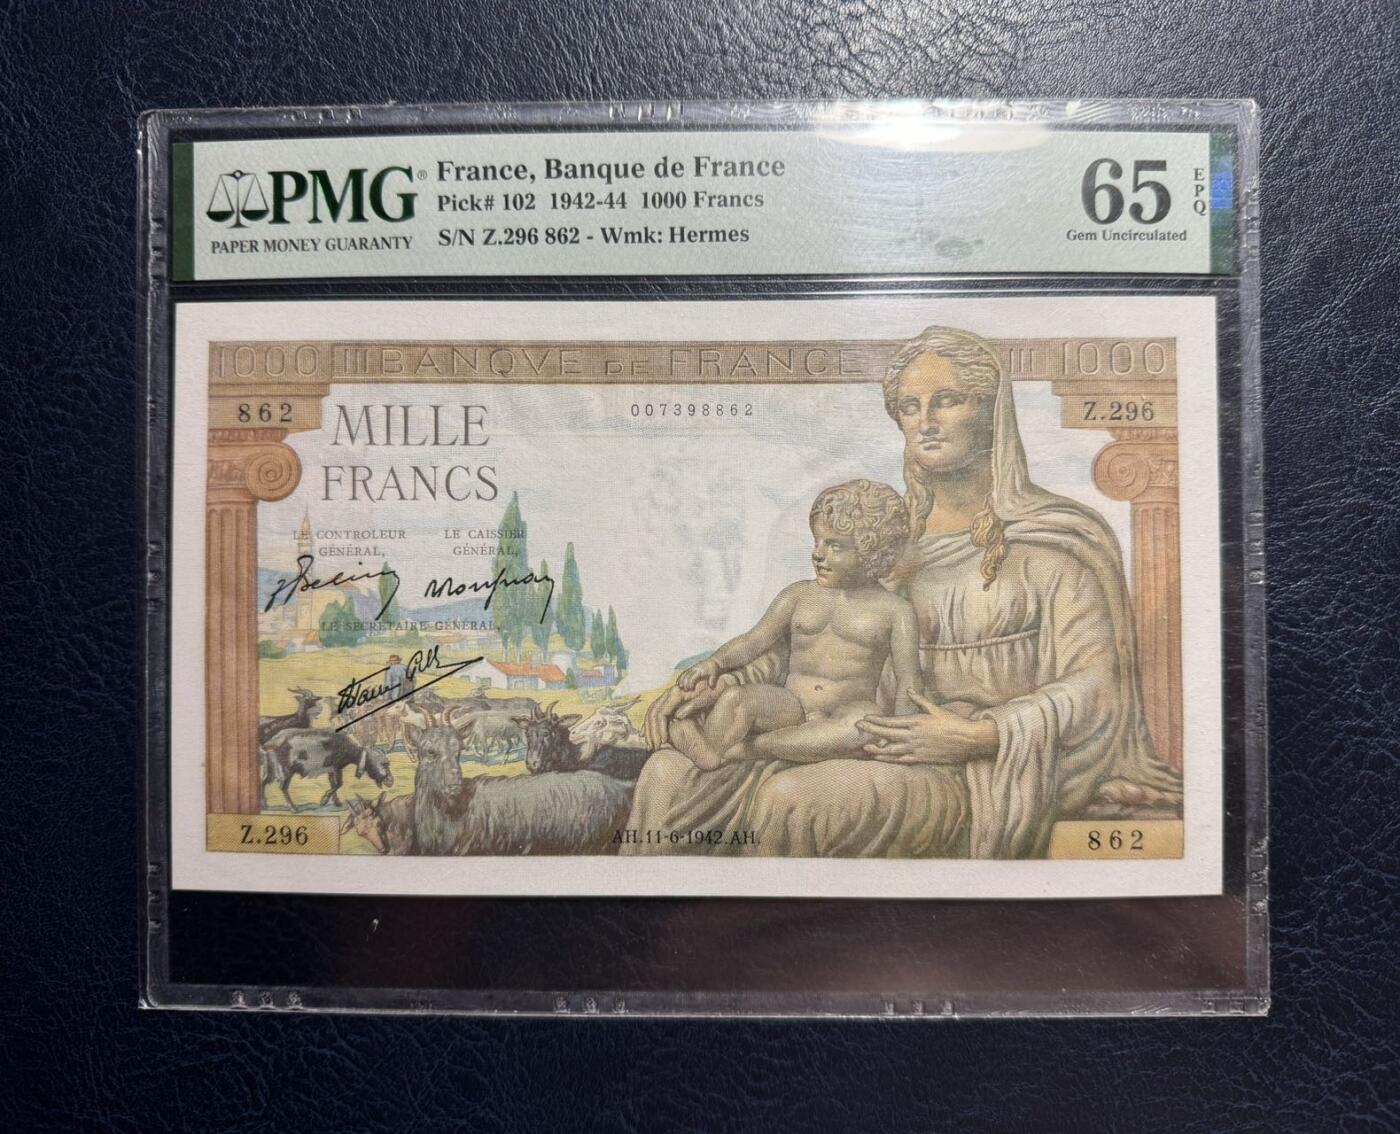 PMG®
PAPER MONEY GUARANTY
France, Banque de France
Pick# 102 1942-44 1000 Francs
S/N Z.296 862 - Wmk: Hermes
65
EPQ
Gem Uncirculated
1000 BANQVE DE FRANCE 1000
862
007398862
Z.296
MILLE
FRANCS
LE CONTROLEUR
GÉNÉRAL,
LE CAISSIER
GÉNÉRAL,
LE SECRÉTAIRE GÉNÉRAL,
Z.296
AH.11-6-1942.AH.
862